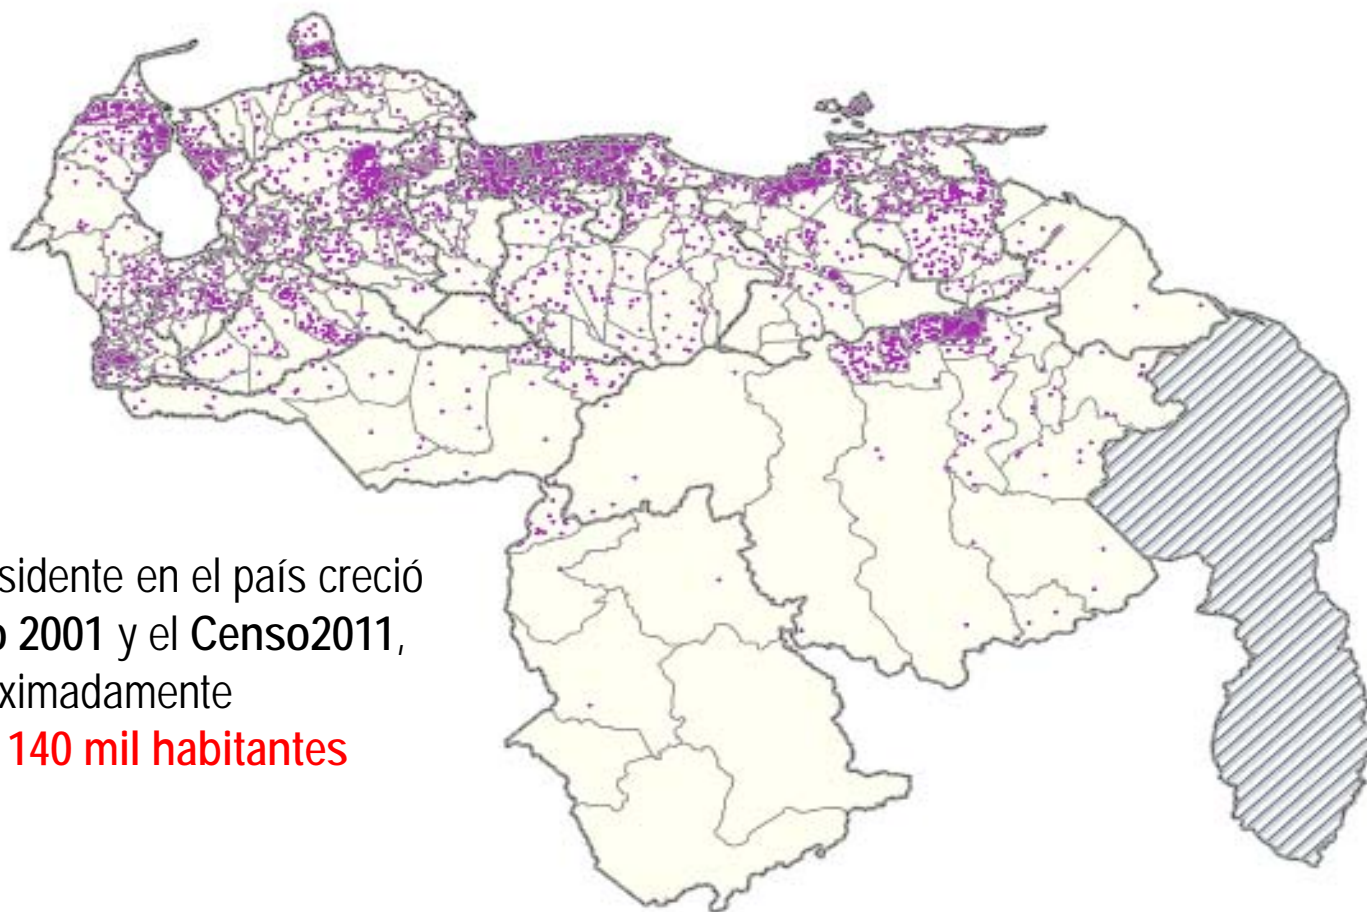 sidente en el país creció
o 2001 y el Censo2011,
ximadamente
140 mil habitantes